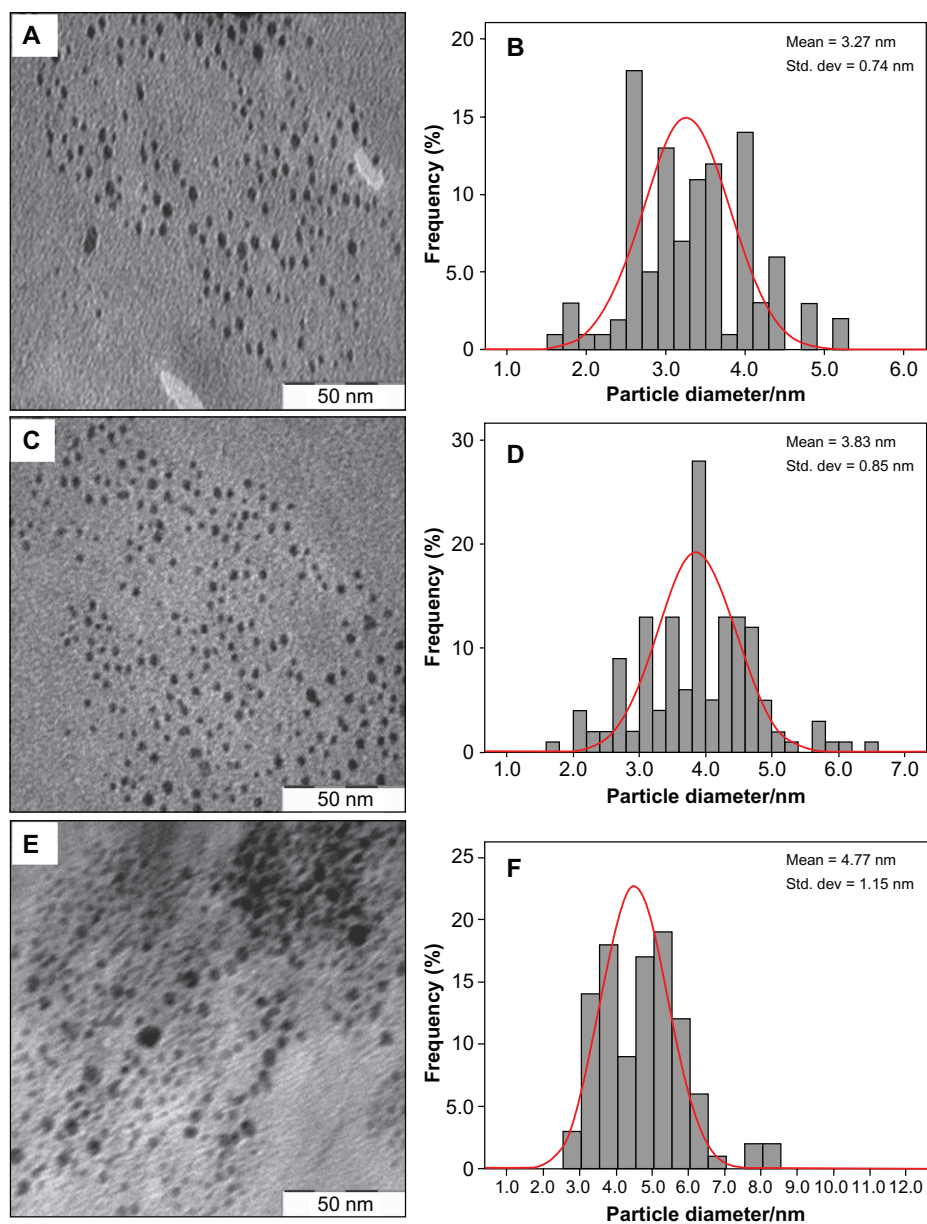 A
50 nm
B
Mean = 3.27 nm
Std. dev = 0.74 nm
Frequency (%)
20
15
10
5.0
0
1.0 2.0 3.0 4.0 5.0 6.0
Particle diameter/nm
C
50 nm
D
Mean = 3.83 nm
Std. dev = 0.85 nm
Frequency (%)
30
20
10
0
1.0 2.0 3.0 4.0 5.0 6.0 7.0
Particle diameter/nm
E
50 nm
F
Mean = 4.77 nm
Std. dev = 1.15 nm
Frequency (%)
25
20
15
10
5.0
0
1.0 2.0 3.0 4.0 5.0 6.0 7.0 8.0 9.0 10.0 11.0 12.0
Particle diameter/nm